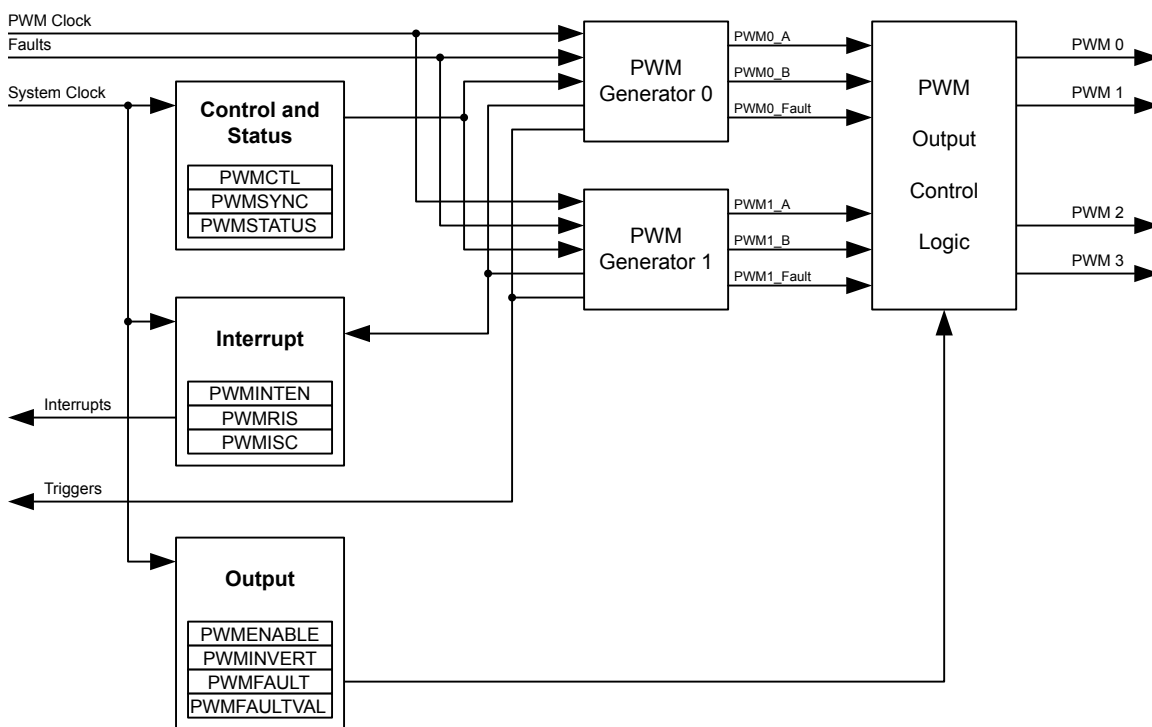 PWM Clock
Faults
System Clock
Control and
Status
PWMCTL
PWMSYNC
PWMSTATUS
Interrupt
PWMINTEN
PWMRIS
PWMISC
Interrupts
Triggers
Output
PWMENABLE
PWMINVERT
PWMFAULT
PWMFAULTVAL
PWM
Generator 0
PWM0_A
PWM0_B
PWM0_Fault
PWM
Generator 1
PWM1_A
PWM1_B
PWM1_Fault
PWM
Output
Control
Logic
PWM 0
PWM 1
PWM 2
PWM 3